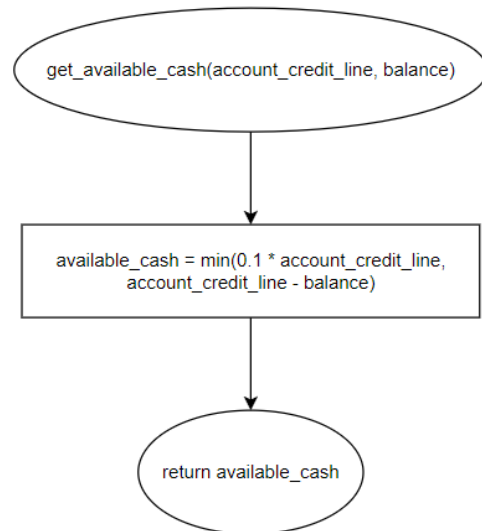 get_available_cash(account_credit_line, balance)
available_cash = min(0.1 * account_credit_line,
account_credit_line - balance)
return available_cash